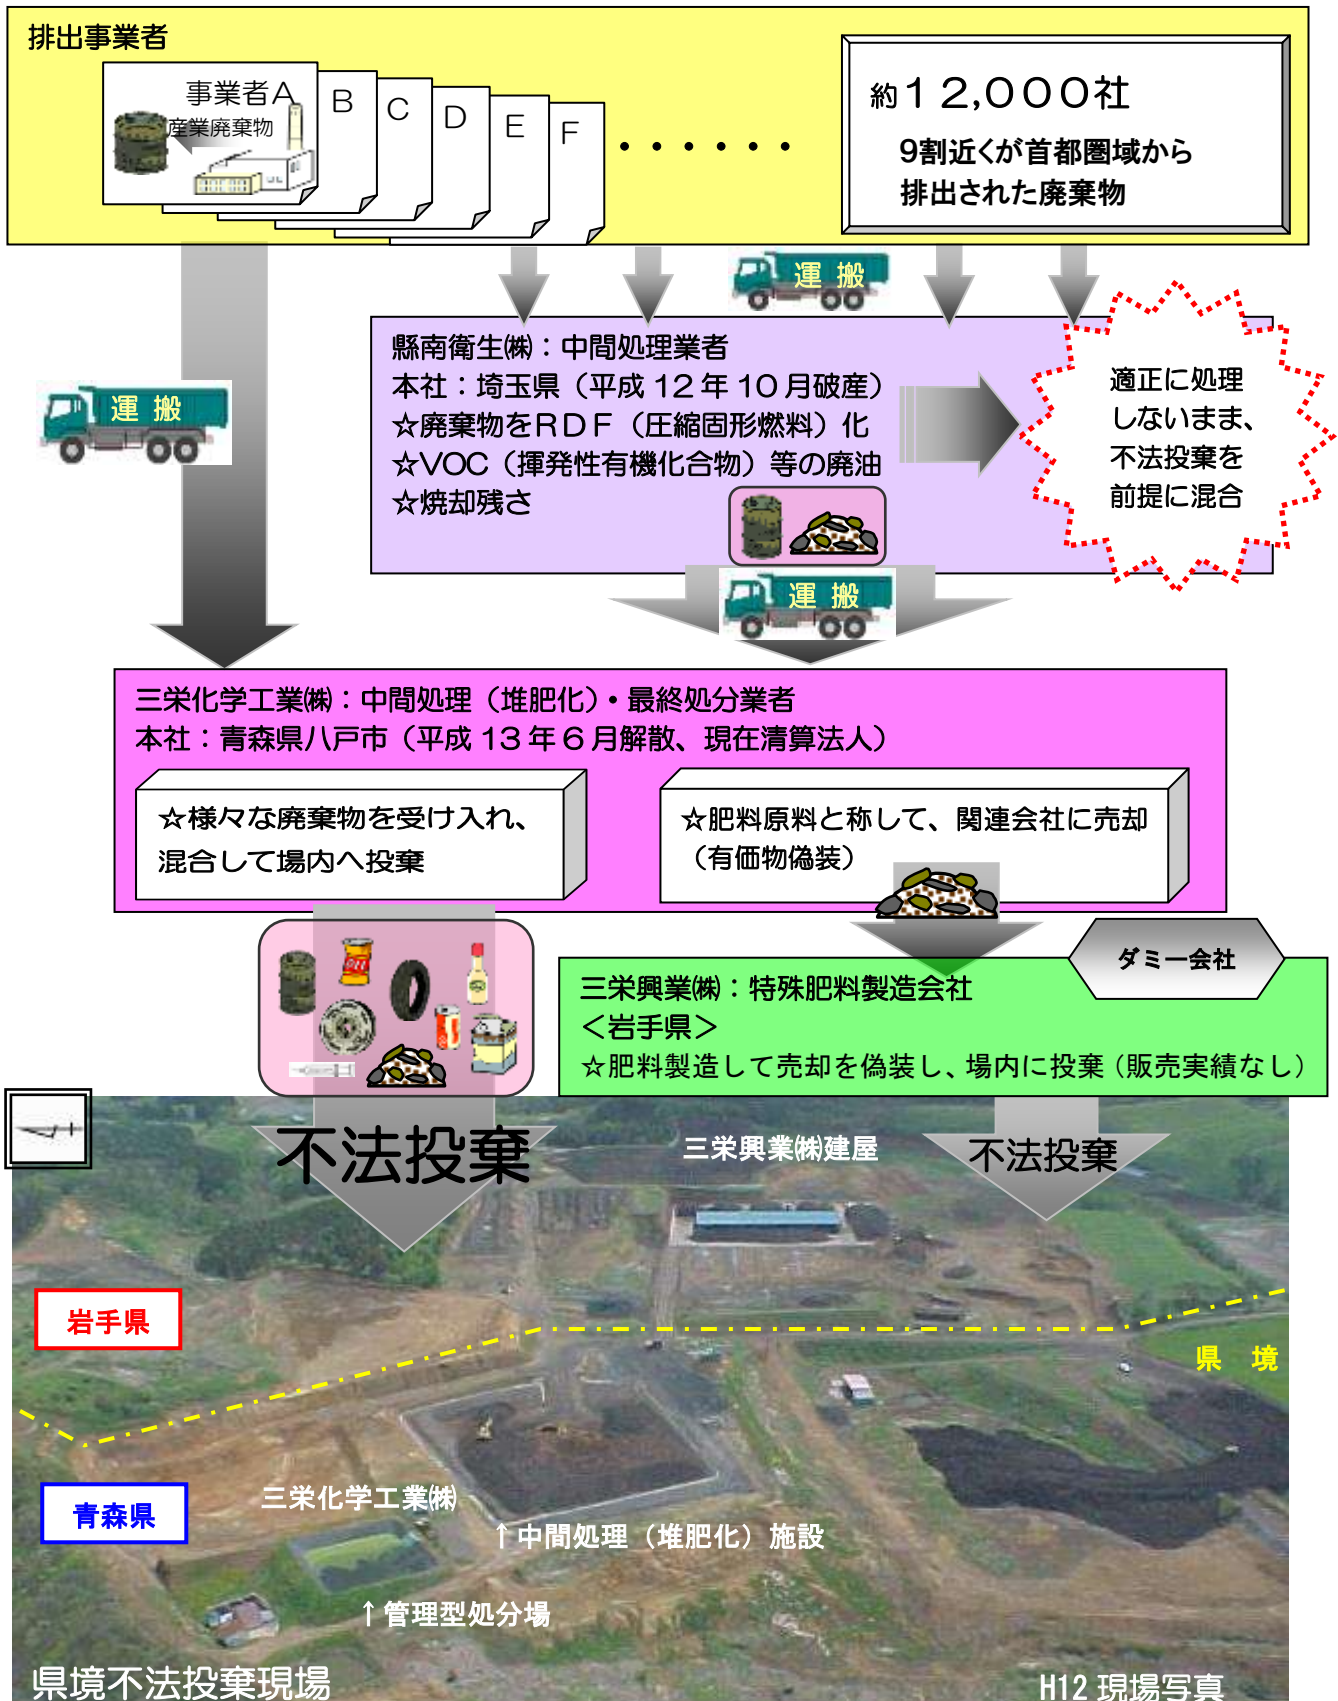 排出事業者
事業者A
産業廃棄物
B
C
D
E
F
・・・・・・
約12,000社
9割近くが首都圏域から
排出された廃棄物
運 搬
縣南衛生㈱：中間処理業者
本社：埼玉県（平成12年10月破産）
☆廃棄物をRDF（圧縮固形燃料）化
☆VOC（揮発性有機化合物）等の廃油
☆焼却残さ
適正に処理
しないまま、
不法投棄を
前提に混合
運 搬
運 搬
三栄化学工業㈱：中間処理（堆肥化）・最終処分業者
本社：青森県八戸市（平成13年6月解散、現在清算法人）
☆様々な廃棄物を受け入れ、
混合して場内へ投棄
☆肥料原料と称して、関連会社に売却
（有価物偽装）
ダミー会社
三栄興業㈱：特殊肥料製造会社
＜岩手県＞
☆肥料製造して売却を偽装し、場内に投棄（販売実績なし）
不法投棄
三栄興業㈱建屋
不法投棄
岩手県
県 境
青森県
三栄化学工業㈱
↑中間処理（堆肥化）施設
↑管理型処分場
県境不法投棄現場
H12 現場写真